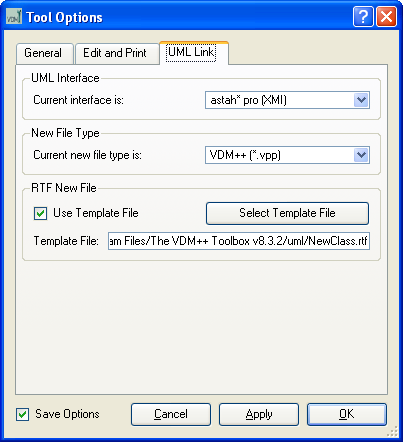 VDM Tool Options
General Edit and Print UML Link
UML Interface
Current interface is: astah* pro (XMI)
New File Type
Current new file type is: VDM++ (*.vpp)
RTF New File
Use Template File Select Template File
Template File: am Files/The VDM++ Toolbox v8.3.2/uml/NewClass.rtf
Save Options Cancel Apply OK